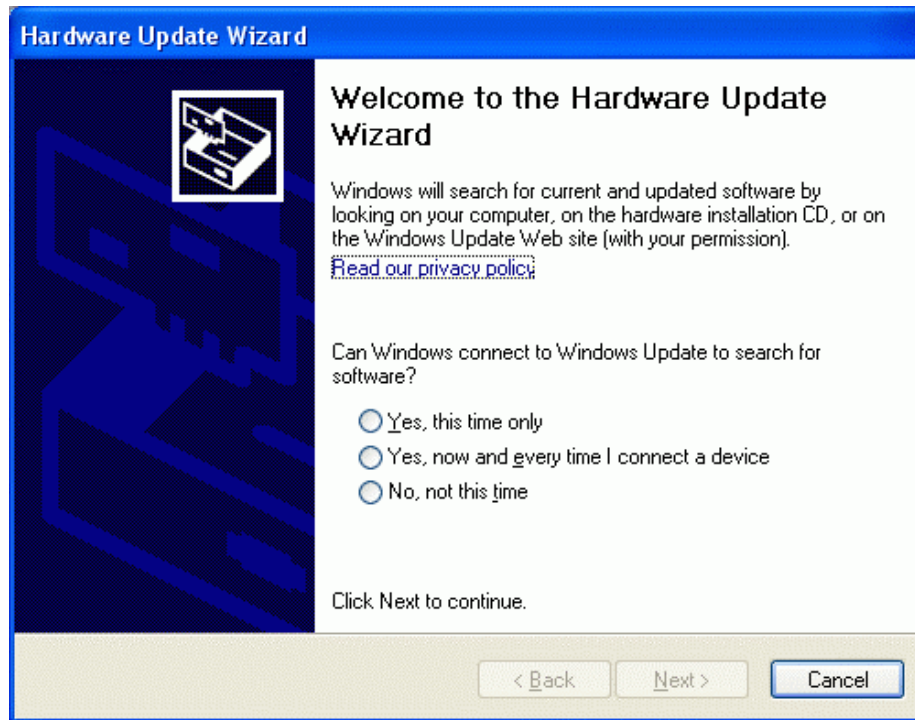 Hardware Update Wizard
Welcome to the Hardware Update
Wizard
Windows will search for current and updated software by
looking on your computer, on the hardware installation CD, or on
the Windows Update Web site (with your permission).
Read our privacy policy
Can Windows connect to Windows Update to search for
software?
Yes, this time only
Yes, now and every time I connect a device
No, not this time
Click Next to continue.
< Back Next > Cancel